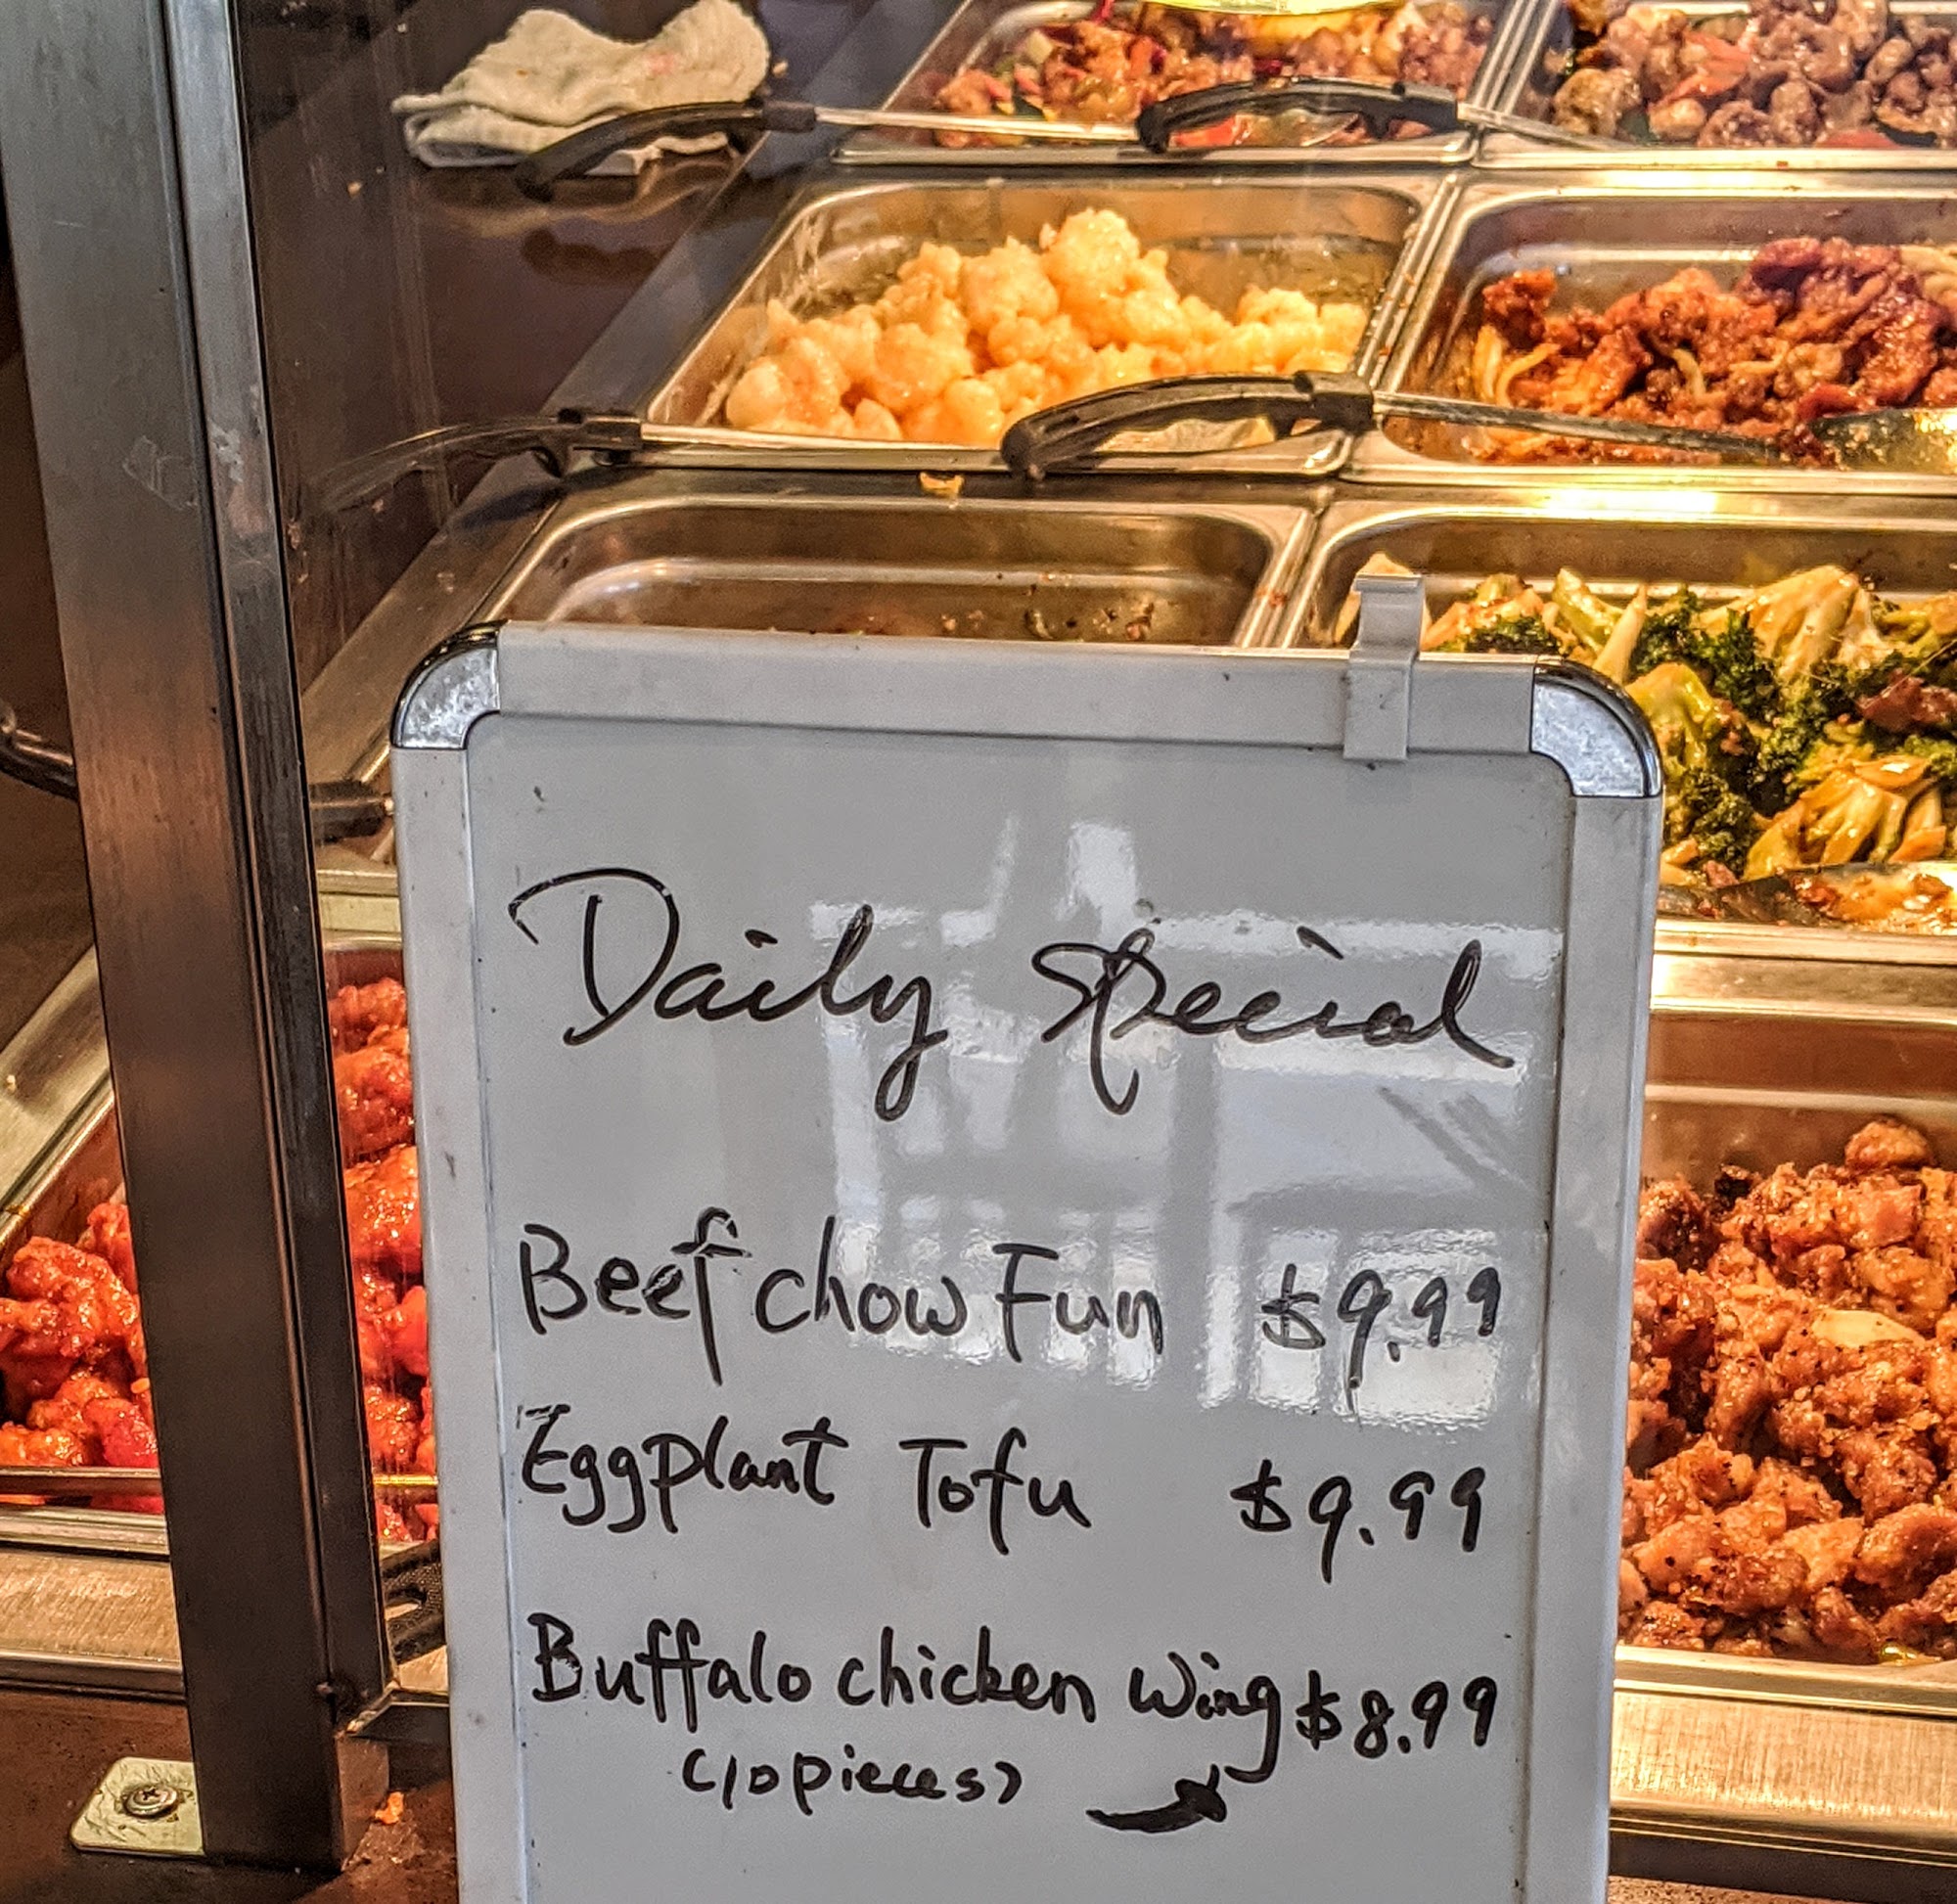 Daily Special
Beef chow Fun $9.99
Eggplant Tofu $9.99
Buffalo chicken wing $8.99
(10 pieces)